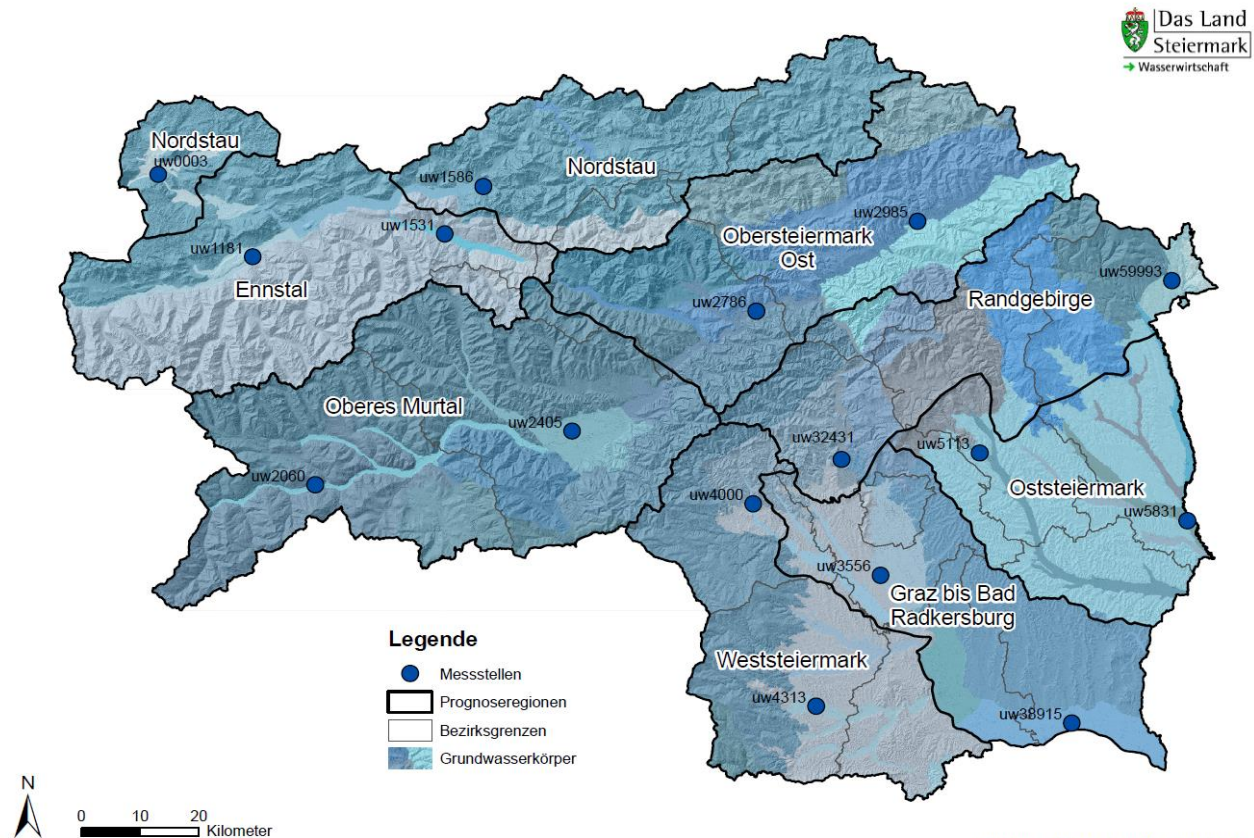 Das Land
Steiermark
→ Wasserwirtschaft
Nordstau
uw0003
uw1586
Nordstau
uw1181
uw1531
Ennstal
uw2985
Obersteiermark
Ost
uw2786
uw59993
Randgebirge
Oberes Murtal
uw2405
uw2060
uw32431
uw4000
uw5113
Oststeiermark
uw5831
uw3556
Graz bis Bad
Radkersburg
Weststeiermark
uw4313
uw38915
Legende
Messstellen
Prognoseregionen
Bezirksgrenzen
Grundwasserkörper
N
0 10 20
Kilometer